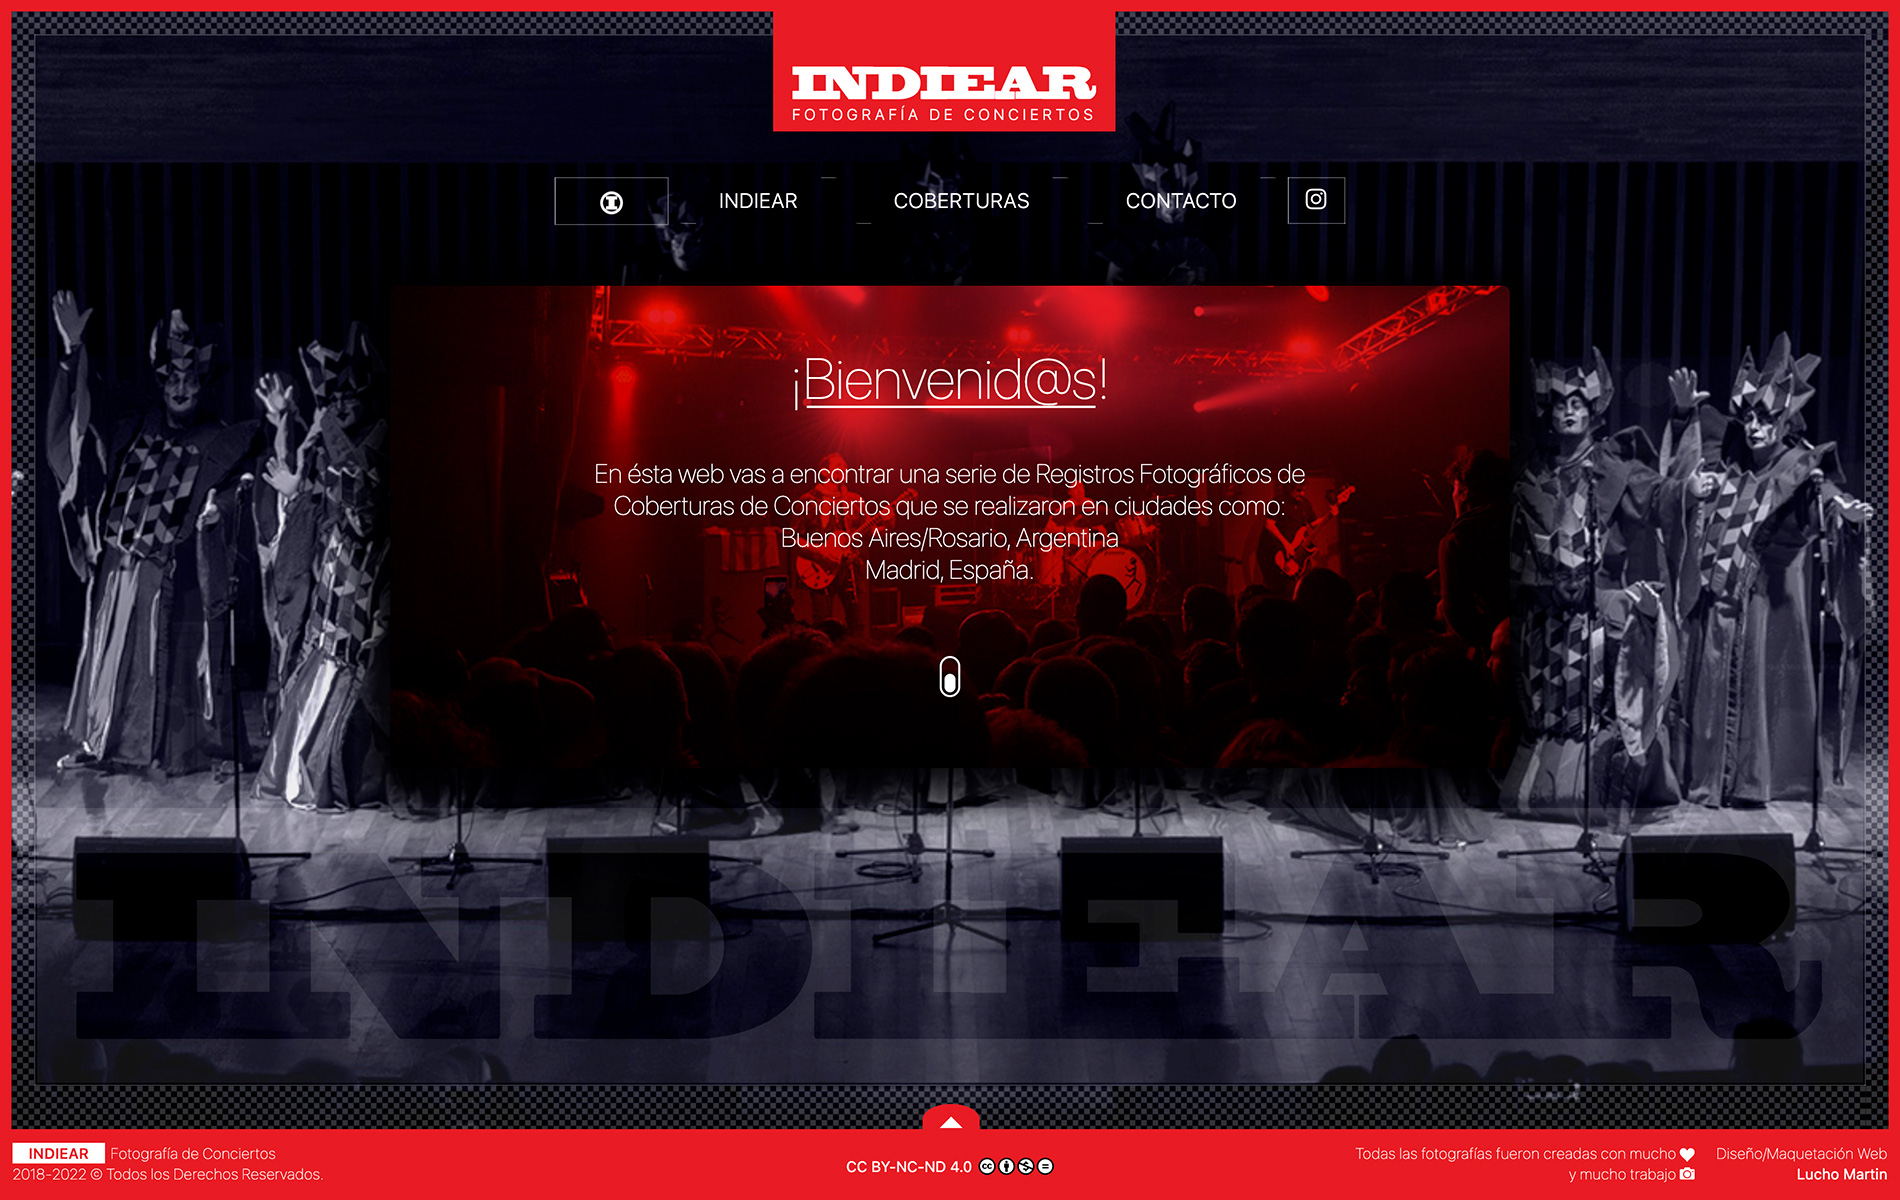 INDIEAR
FOTOGRAFÍA DE CONCIERTOS
INDIEAR
COBERTURAS
CONTACTO
¡Bienvenid@s!
En ésta web vas a encontrar una serie de Registros Fotográficos de
Coberturas de Conciertos que se realizaron en ciudades como:
Buenos Aires/Rosario, Argentina
Madrid, España.
INDIEAR
INDIEAR Fotografía de Conciertos
2018-2022 © Todos los Derechos Reservados.
CC BY-NC-ND 4.0
Todas las fotografías fueron creadas con mucho
y mucho trabajo
Diseño/Maquetación Web
Lucho Martin